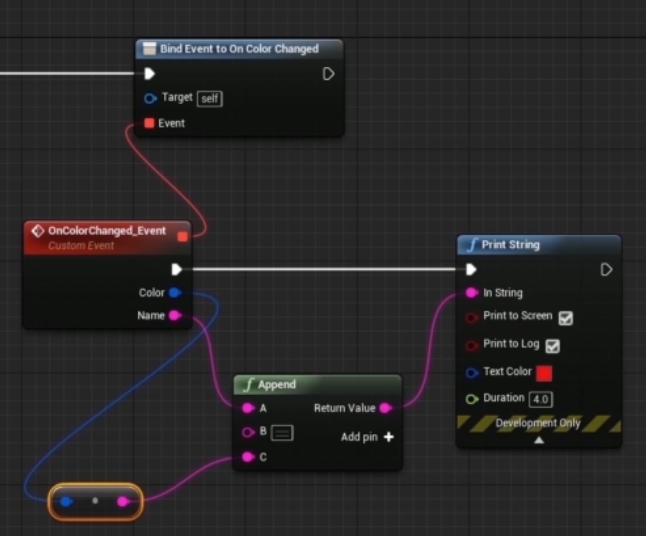 Bind Event to On Color Changed
Target self
Event
OnColorChanged_Event
Custom Event
Color
Name
f Print String
In String
Print to Screen
Print to Log
Text Color
Duration 4.0
Development Only
f Append
A Return Value
B
Add pin +
C